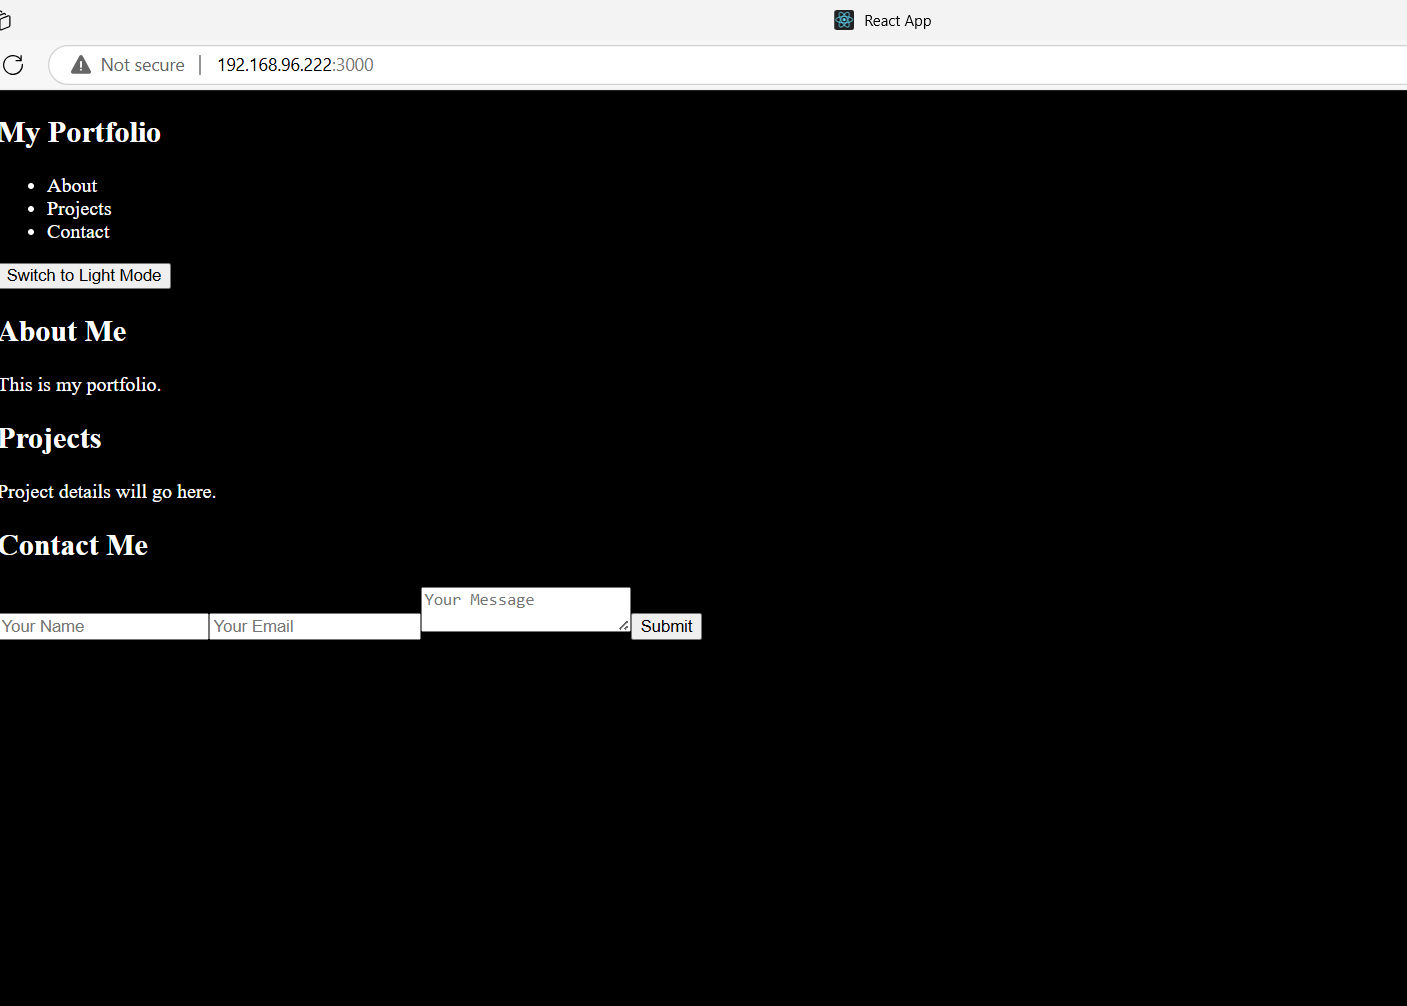 React App
Not secure 192.168.96.222:3000
My Portfolio
About
Projects
Contact
Switch to Light Mode
About Me
This is my portfolio.
Projects
Project details will go here.
Contact Me
Your Name Your Email Your Message Submit